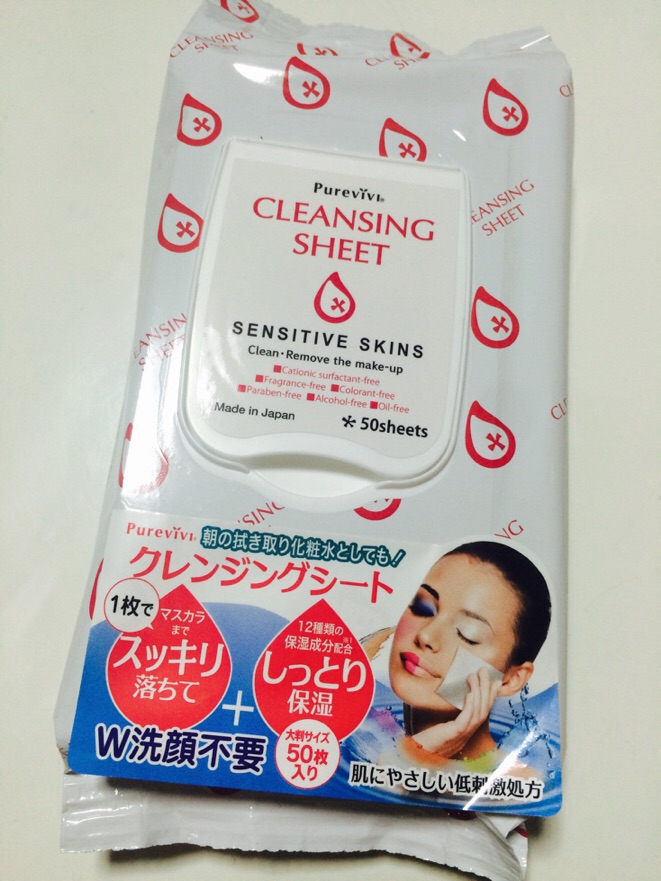 CLEANSING
SHEET
CLEANSING
SHEET
Purevivi®
CLEANSING
SHEET
SENSITIVE SKINS
Clean・Remove the make-up
■Cationic surfactant-free
■Fragrance-free ■Colorant-free
■Paraben-free ■Alcohol-free ■Oil-free
Made in Japan
＊50sheets
Purevivi®
朝の拭き取り化粧水としても!
クレンジングシート
1枚で
マスカラ
まで
スッキリ
落ちて
+
12種類の
保湿成分配合※1
しっとり
保湿
W洗顔不要
大判サイズ
50枚
入り
肌にやさしい低刺激処方